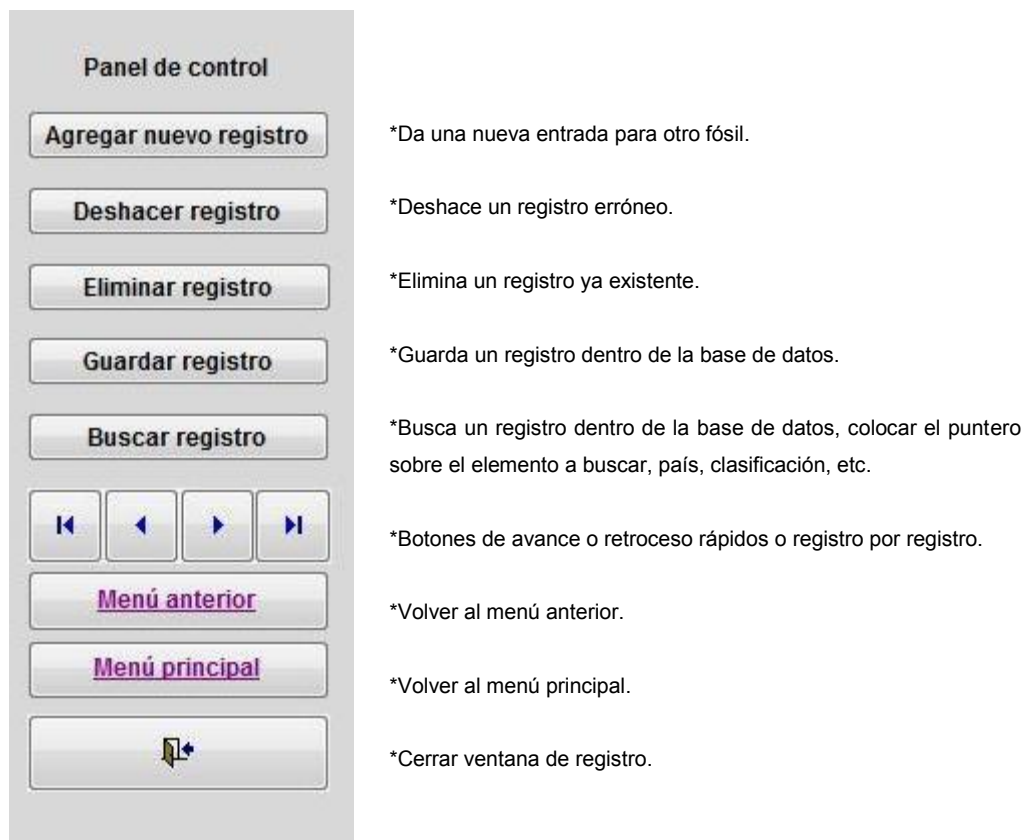 Panel de control
Agregar nuevo registro
*Da una nueva entrada para otro fósil.
Deshacer registro
*Deshace un registro erróneo.
Eliminar registro
*Elimina un registro ya existente.
Guardar registro
*Guarda un registro dentro de la base de datos.
Buscar registro
*Busca un registro dentro de la base de datos, colocar el puntero
sobre el elemento a buscar, país, clasificación, etc.
*Botones de avance o retroceso rápidos o registro por registro.
Menú anterior
*Volver al menú anterior.
Menú principal
*Volver al menú principal.
*Cerrar ventana de registro.